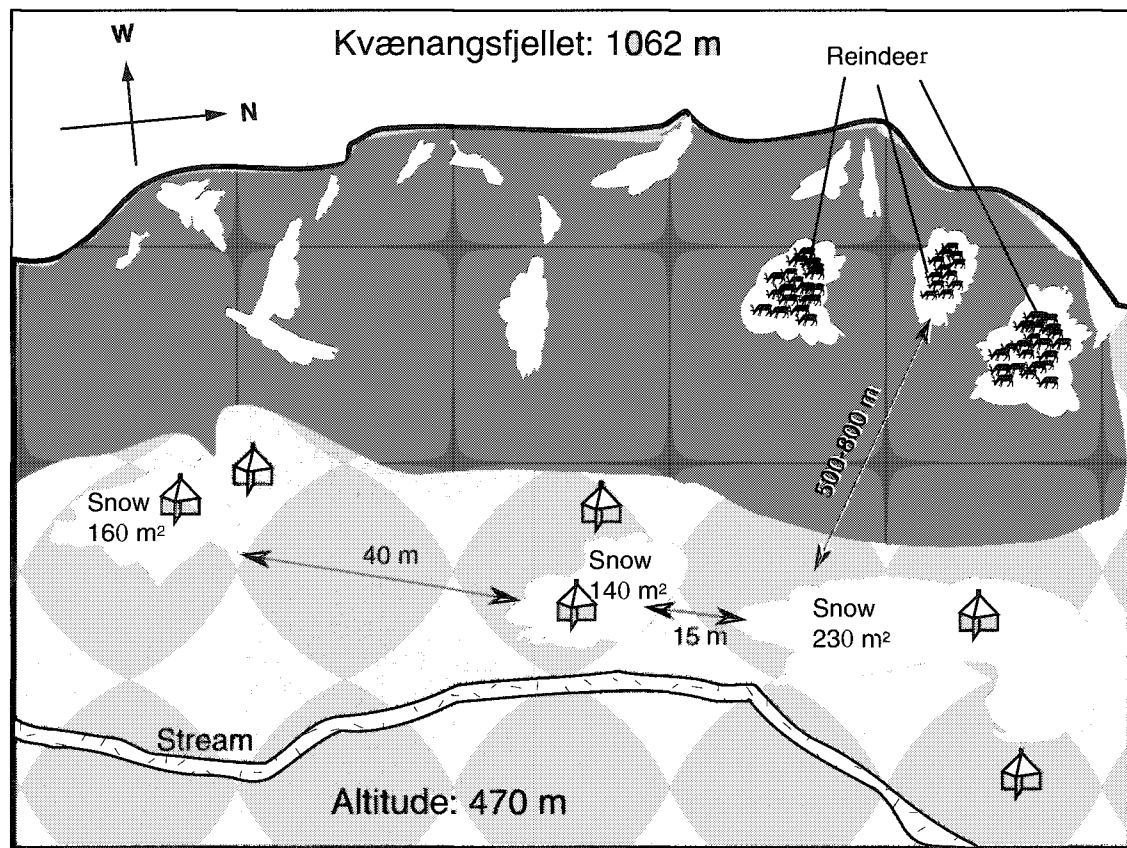 Kvænangsfjellet: 1062 m
W
N
Reindeer
500-800 m
Snow
160 m²
40 m
Snow
140 m²
15 m
Snow
230 m²
Stream
Altitude: 470 m